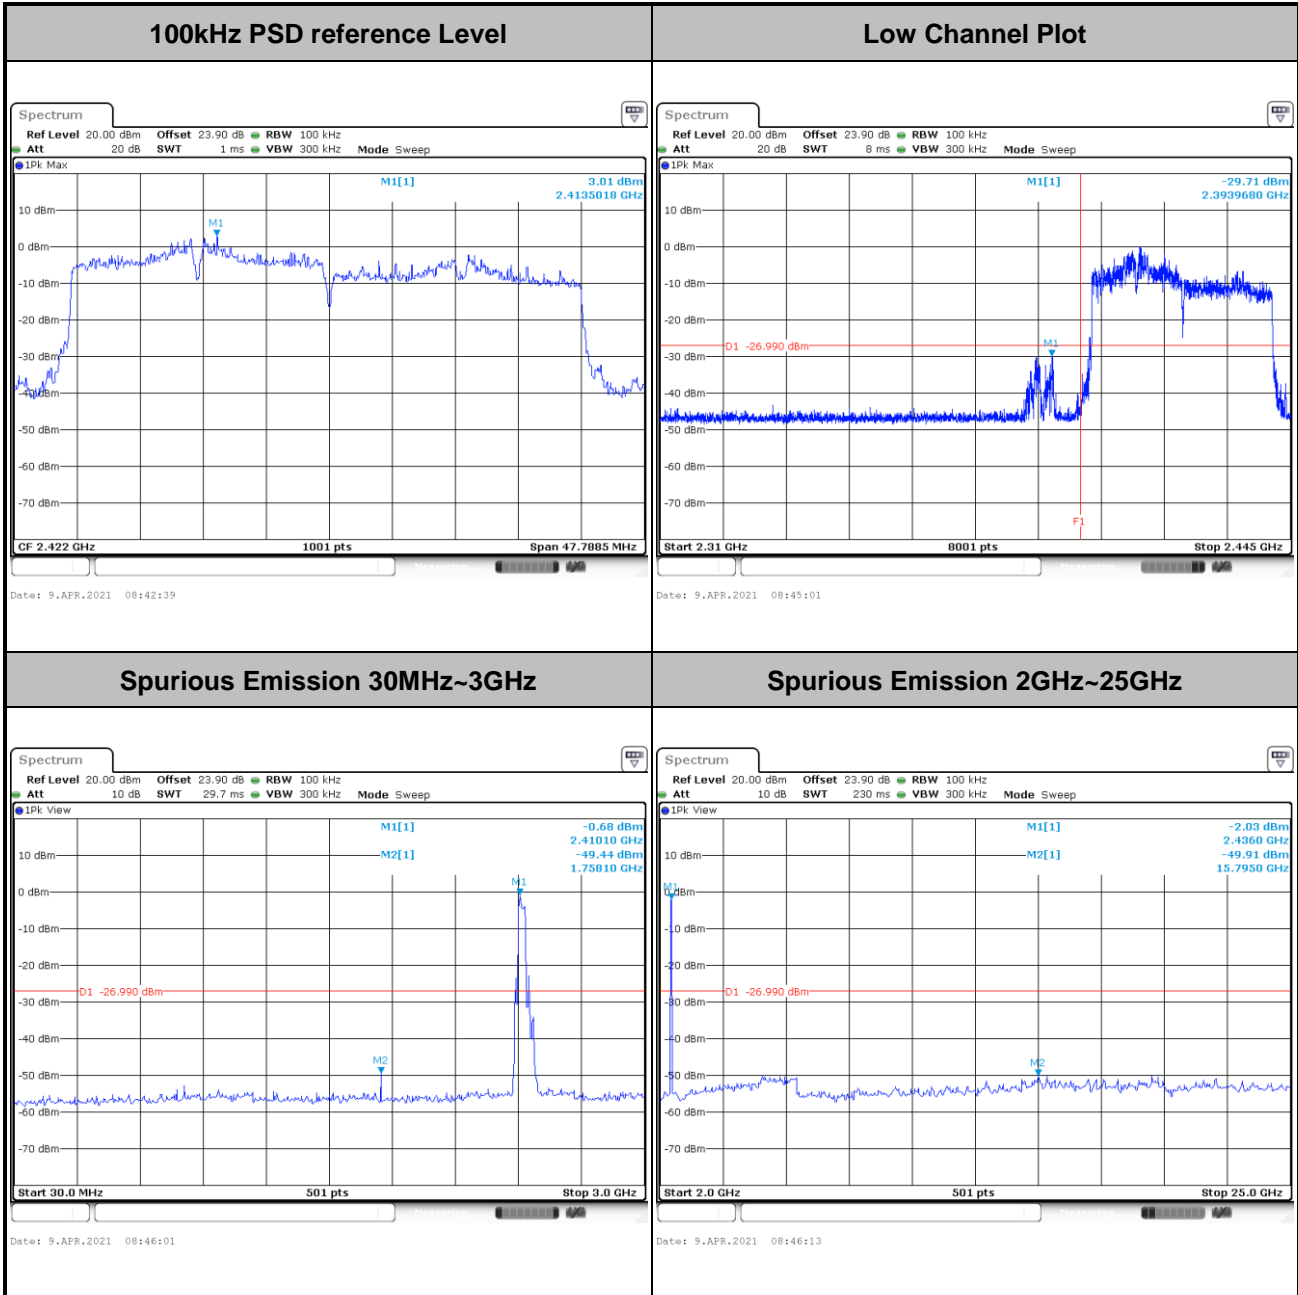 100kHz PSD reference Level
Low Channel Plot
Spectrum
Ref Level 20.00 dBm Offset 23.90 dB RBW 100 kHz
Att 20 dB SWT 1 ms VBW 300 kHz Mode Sweep
1Pk Max
M1[1] 3.01 dBm
2.4135018 GHz
10 dBm
M1
0 dBm
-10 dBm
-20 dBm
-30 dBm
-40 dBm
-50 dBm
-60 dBm
-70 dBm
CF 2.422 GHz 1001 pts Span 47.7885 MHz
Measuring...
Date: 9.APR.2021 08:42:39
Spectrum
Ref Level 20.00 dBm Offset 23.90 dB RBW 100 kHz
Att 20 dB SWT 8 ms VBW 300 kHz Mode Sweep
1Pk Max
M1[1] -29.71 dBm
2.3939680 GHz
10 dBm
0 dBm
-10 dBm
-20 dBm
D1 -26.990 dBm
M1
-30 dBm
-40 dBm
-50 dBm
-60 dBm
-70 dBm
F1
Start 2.31 GHz 8001 pts Stop 2.445 GHz
Measuring...
Date: 9.APR.2021 08:45:01
Spurious Emission 30MHz~3GHz
Spurious Emission 2GHz~25GHz
Spectrum
Ref Level 20.00 dBm Offset 23.90 dB RBW 100 kHz
Att 10 dB SWT 29.7 ms VBW 300 kHz Mode Sweep
1Pk View
M1[1] -0.68 dBm
2.41010 GHz
10 dBm M2[1] -49.44 dBm
1.75810 GHz
M1
0 dBm
-10 dBm
-20 dBm
D1 -26.990 dBm
-30 dBm
-40 dBm
M2
-50 dBm
-60 dBm
-70 dBm
Start 30.0 MHz 501 pts Stop 3.0 GHz
Measuring...
Date: 9.APR.2021 08:46:01
Spectrum
Ref Level 20.00 dBm Offset 23.90 dB RBW 100 kHz
Att 10 dB SWT 230 ms VBW 300 kHz Mode Sweep
1Pk View
M1[1] -2.03 dBm
2.4360 GHz
10 dBm M2[1] -49.91 dBm
15.7950 GHz
M1
0 dBm
-10 dBm
-20 dBm
D1 -26.990 dBm
-30 dBm
-40 dBm
M2
-50 dBm
-60 dBm
-70 dBm
Start 2.0 GHz 501 pts Stop 25.0 GHz
Measuring...
Date: 9.APR.2021 08:46:13